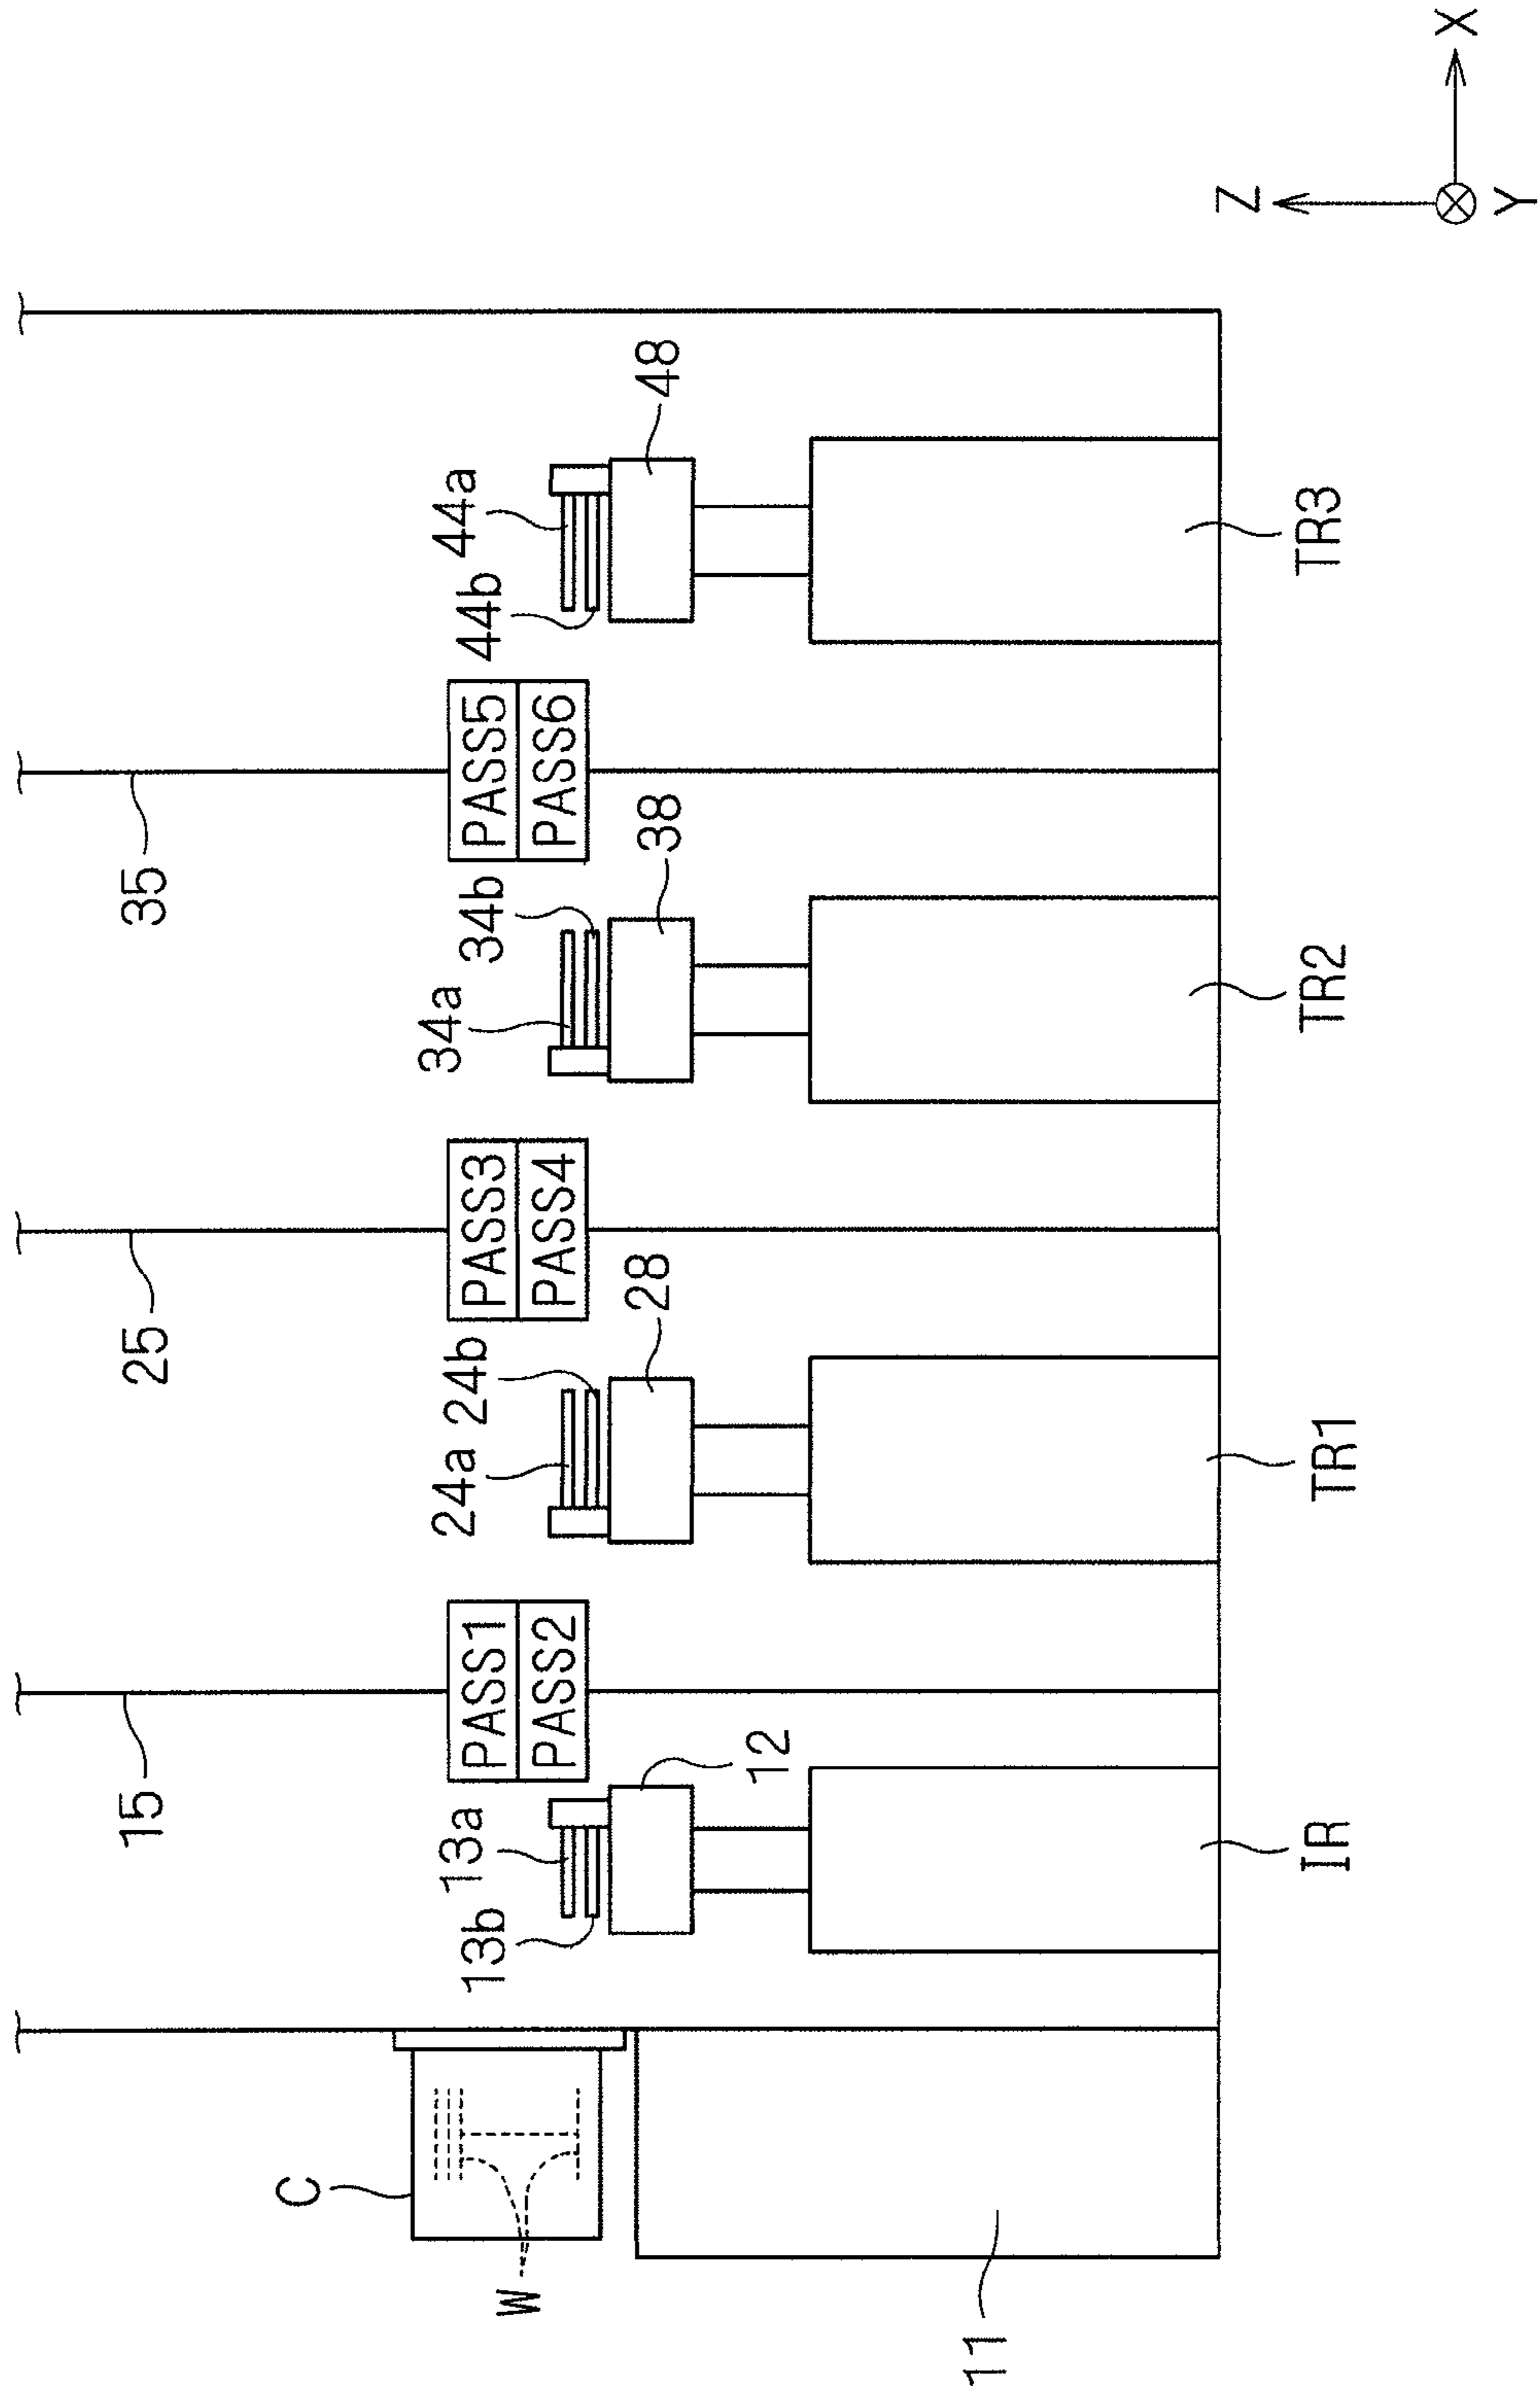 35
25
15
44a
44b
48
PASS5
PASS6
34b
34a
38
PASS3
PASS4
24b
24a
28
PASS1
PASS2
13a
13b
12
C
W
11
IR
TR1
TR2
TR3
Z
X
Y